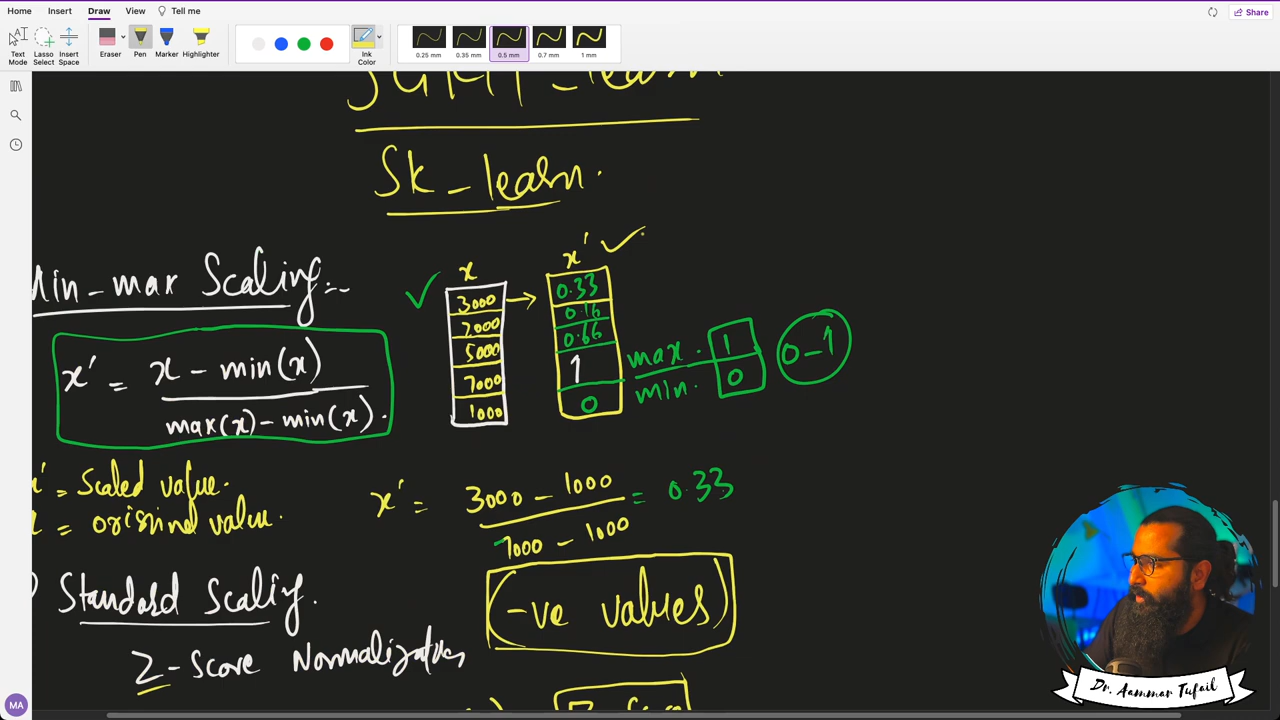 Home Insert Draw View Tell me
Share
Text Mode
Lasso Select
Insert Space
Eraser
Pen
Marker
Highlighter
Ink Color
0.25 mm
0.35 mm
0.5 mm
0.7 mm
1 mm
Sk_learn.
Min-max Scaling:-
x' = x - min(x) / max(x) - min(x).
x
3000
2000
5000
7000
1000
x'
0.33
0.16
0.66
1
0
max. 1
min. 0
0-1
x' = Scaled value.
x = original value.
x' = 3000 - 1000 / 7000 - 1000 = 0.33
Standard Scaling.
(-ve values)
Z-Score Normalization
MA
Dr. Aammar Tufail